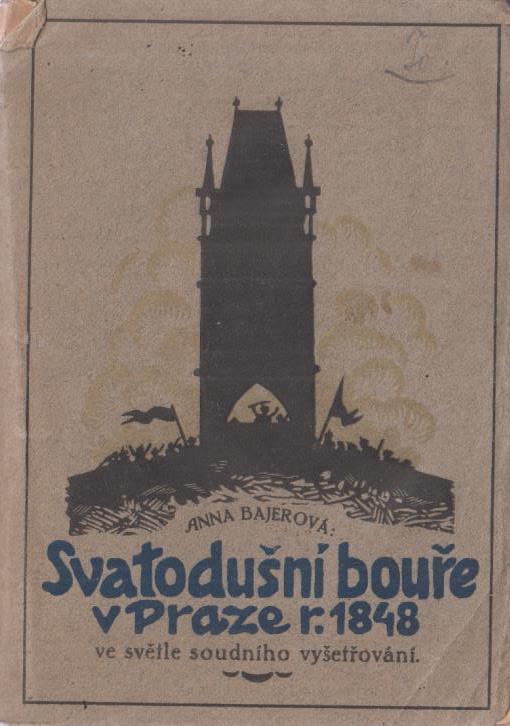 ANNA BAJEROVÁ:
Svatodušní bouře
v Praze r. 1848
ve světle soudního vyšetřování.